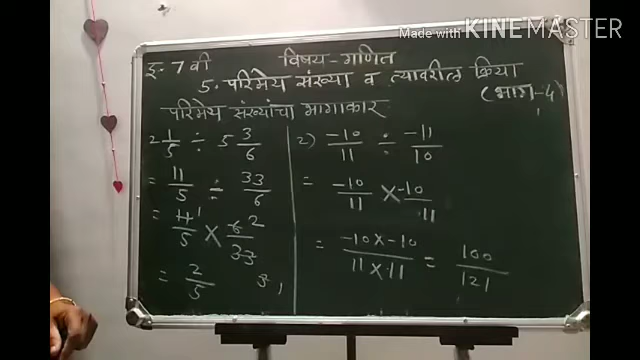 Made with KINEMASTER
इ. 7 वी विषय - गणित
5. परिमेय संख्या व त्यावरील क्रिया
(भाग-4)
परिमेय संख्यांचा भागाकार
2 1/5 ÷ 5 3/6
= 11/5 ÷ 33/6
= 11/5 × 6/33
= 2/5
2) -10/11 ÷ -11/10
= -10/11 × -10/11
= -10×-10/11×11 = 100/121